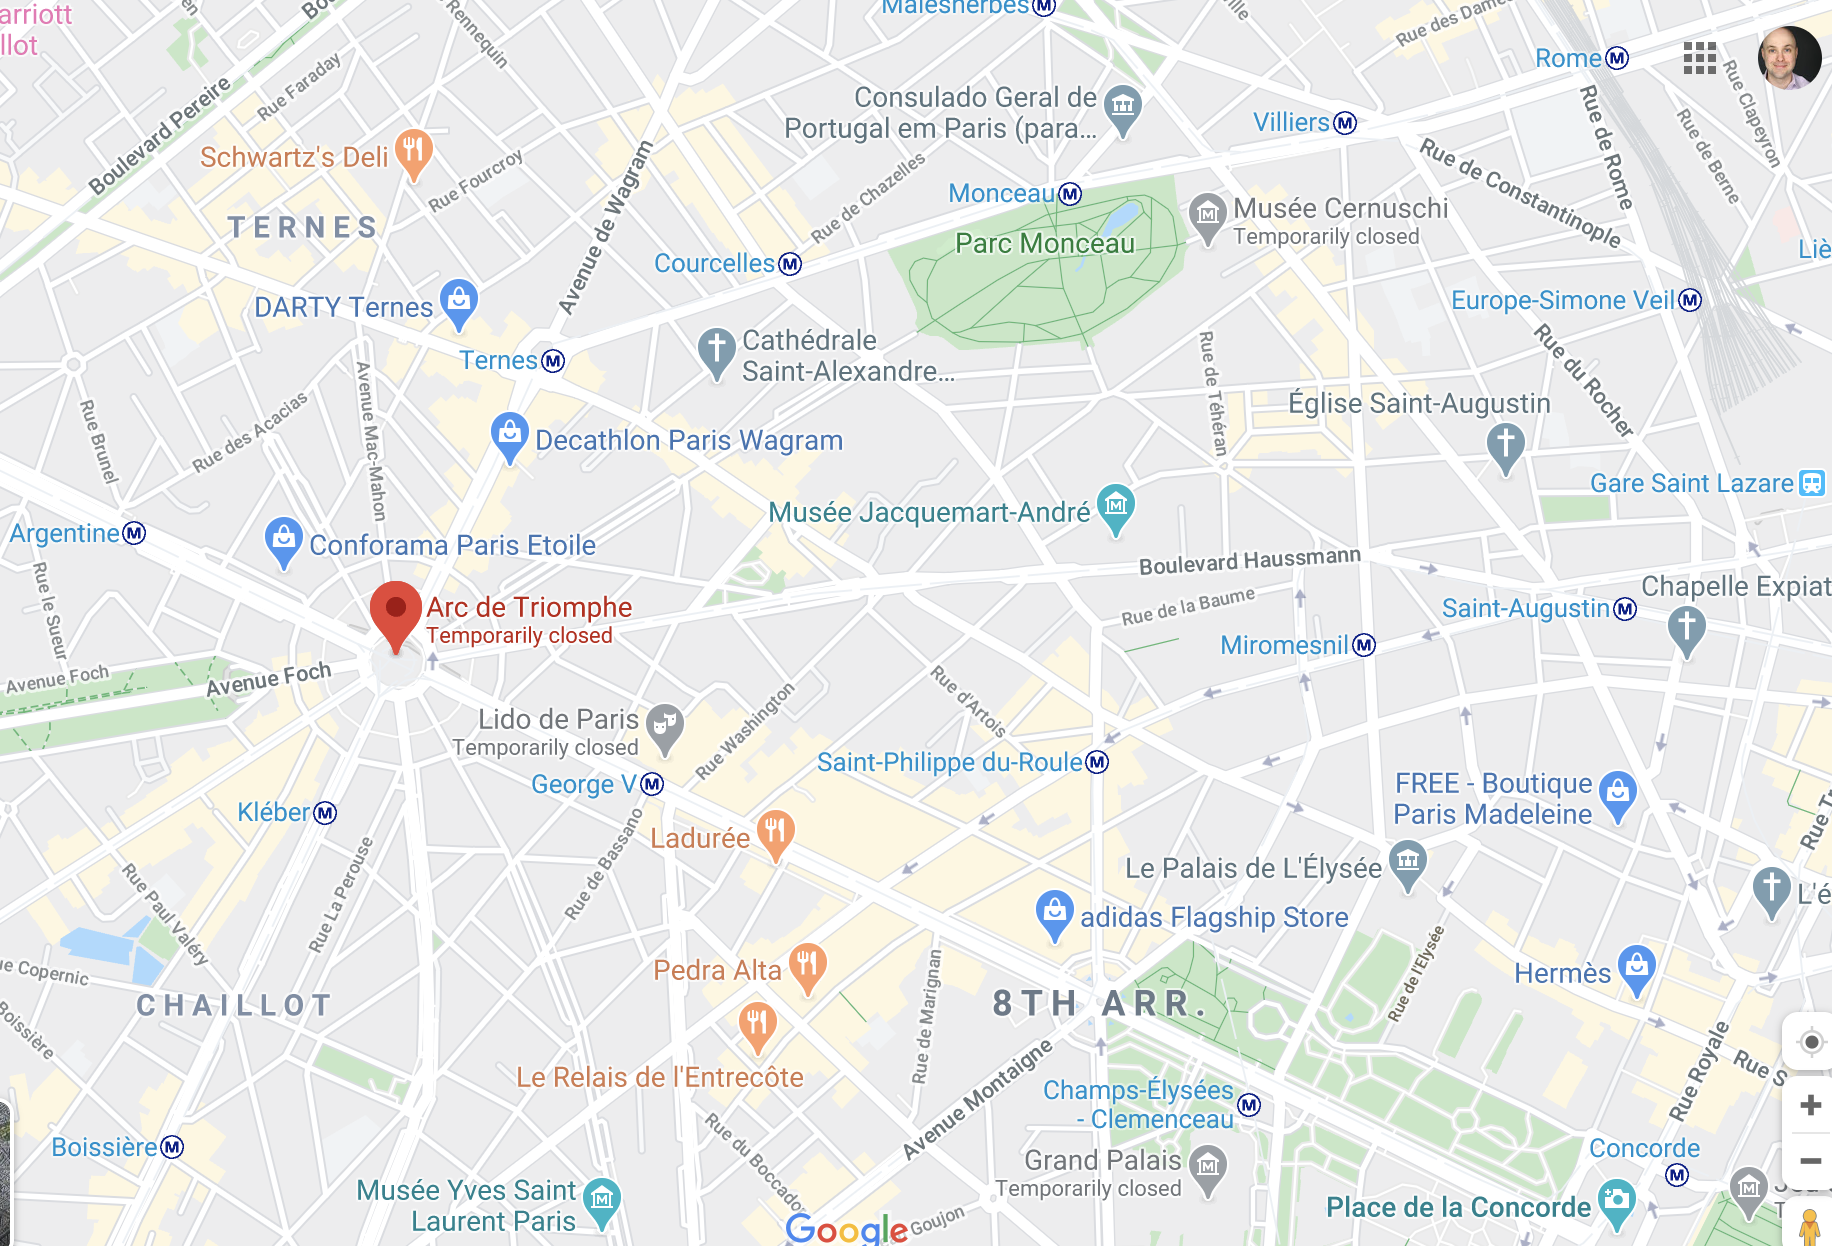 arriott
llot
Malesherbes
Rue des Dames
Rome
Rue Rennequin
Rue Faraday
Boulevard Pereire
Consulado Geral de
Portugal em Paris (para...
Villiers
Rue de Rome
Rue Clapeyron
Rue de Berne
Schwartz's Deli
Rue Fourcroy
Avenue de Wagram
Rue de Chazelles
Monceau
Rue de Constantinople
TERNES
Parc Monceau
Musée Cernuschi
Temporarily closed
Courcelles
Liè
DARTY Ternes
Europe-Simone Veil
Cathédrale
Saint-Alexandre...
Ternes
Rue de Téhéran
Rue du Rocher
Avenue Mac-Mahon
Rue Brunel
Rue des Acacias
Église Saint-Augustin
Decathlon Paris Wagram
Gare Saint Lazare
Musée Jacquemart-André
Argentine
Conforama Paris Etoile
Boulevard Haussmann
Chapelle Expiat
Rue le Sueur
Rue de la Baume
Arc de Triomphe
Temporarily closed
Saint-Augustin
Miromesnil
Avenue Foch
Avenue Foch
Rue d'Artois
Rue Washington
Lido de Paris
Temporarily closed
Saint-Philippe du-Roule
George V
FREE - Boutique
Paris Madeleine
Kléber
Rue Tr
Ladurée
Rue de Bassano
Le Palais de L'Élysée
Rue La Perouse
Rue Paul Valéry
L'é
adidas Flagship Store
Rue de l'Elysée
Pedra Alta
Hermès
ue Copernic
Rue de Marignan
CHAILLOT
8TH ARR.
Boissière
Avenue Montaigne
Rue Royale
Rue S
Le Relais de l'Entrecôte
Champs-Élysées
- Clemenceau
Rue du Boccador
Boissière
Concorde
Grand Palais
Temporarily closed
Musée Yves Saint
Laurent Paris
Place de la Concorde
Google
Goujon